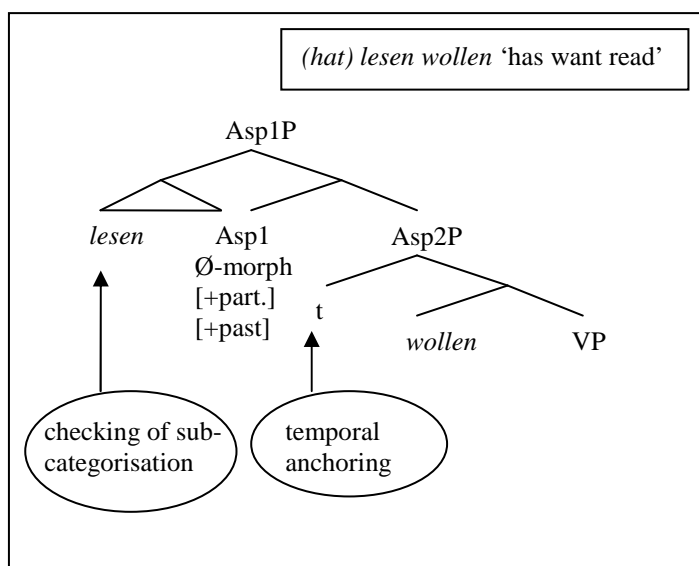 (hat) lesen wollen ‘has want read’
Asp1P
lesen Asp1 Asp2P
Ø-morph
[+part.]
[+past] t wollen VP
checking of sub-
categorisation
temporal
anchoring